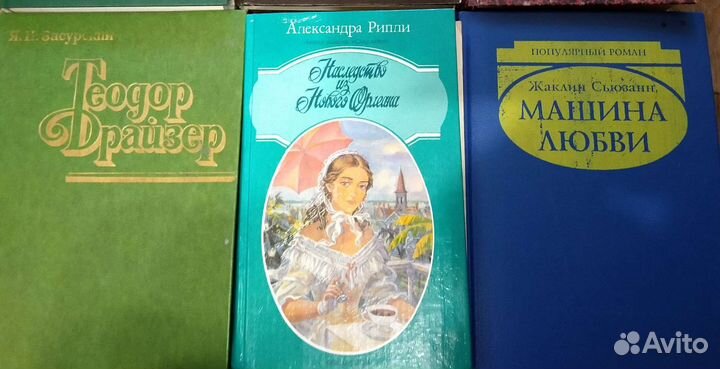 Я. Н. Засурский
Теодор
Драйзер
Александра Рипли
Наследство
из
Нового Орлеана
ПОПУЛЯРНЫЙ РОМАН
Жаклин Сьюзанн
МАШИНА
ЛЮБВИ
Avito